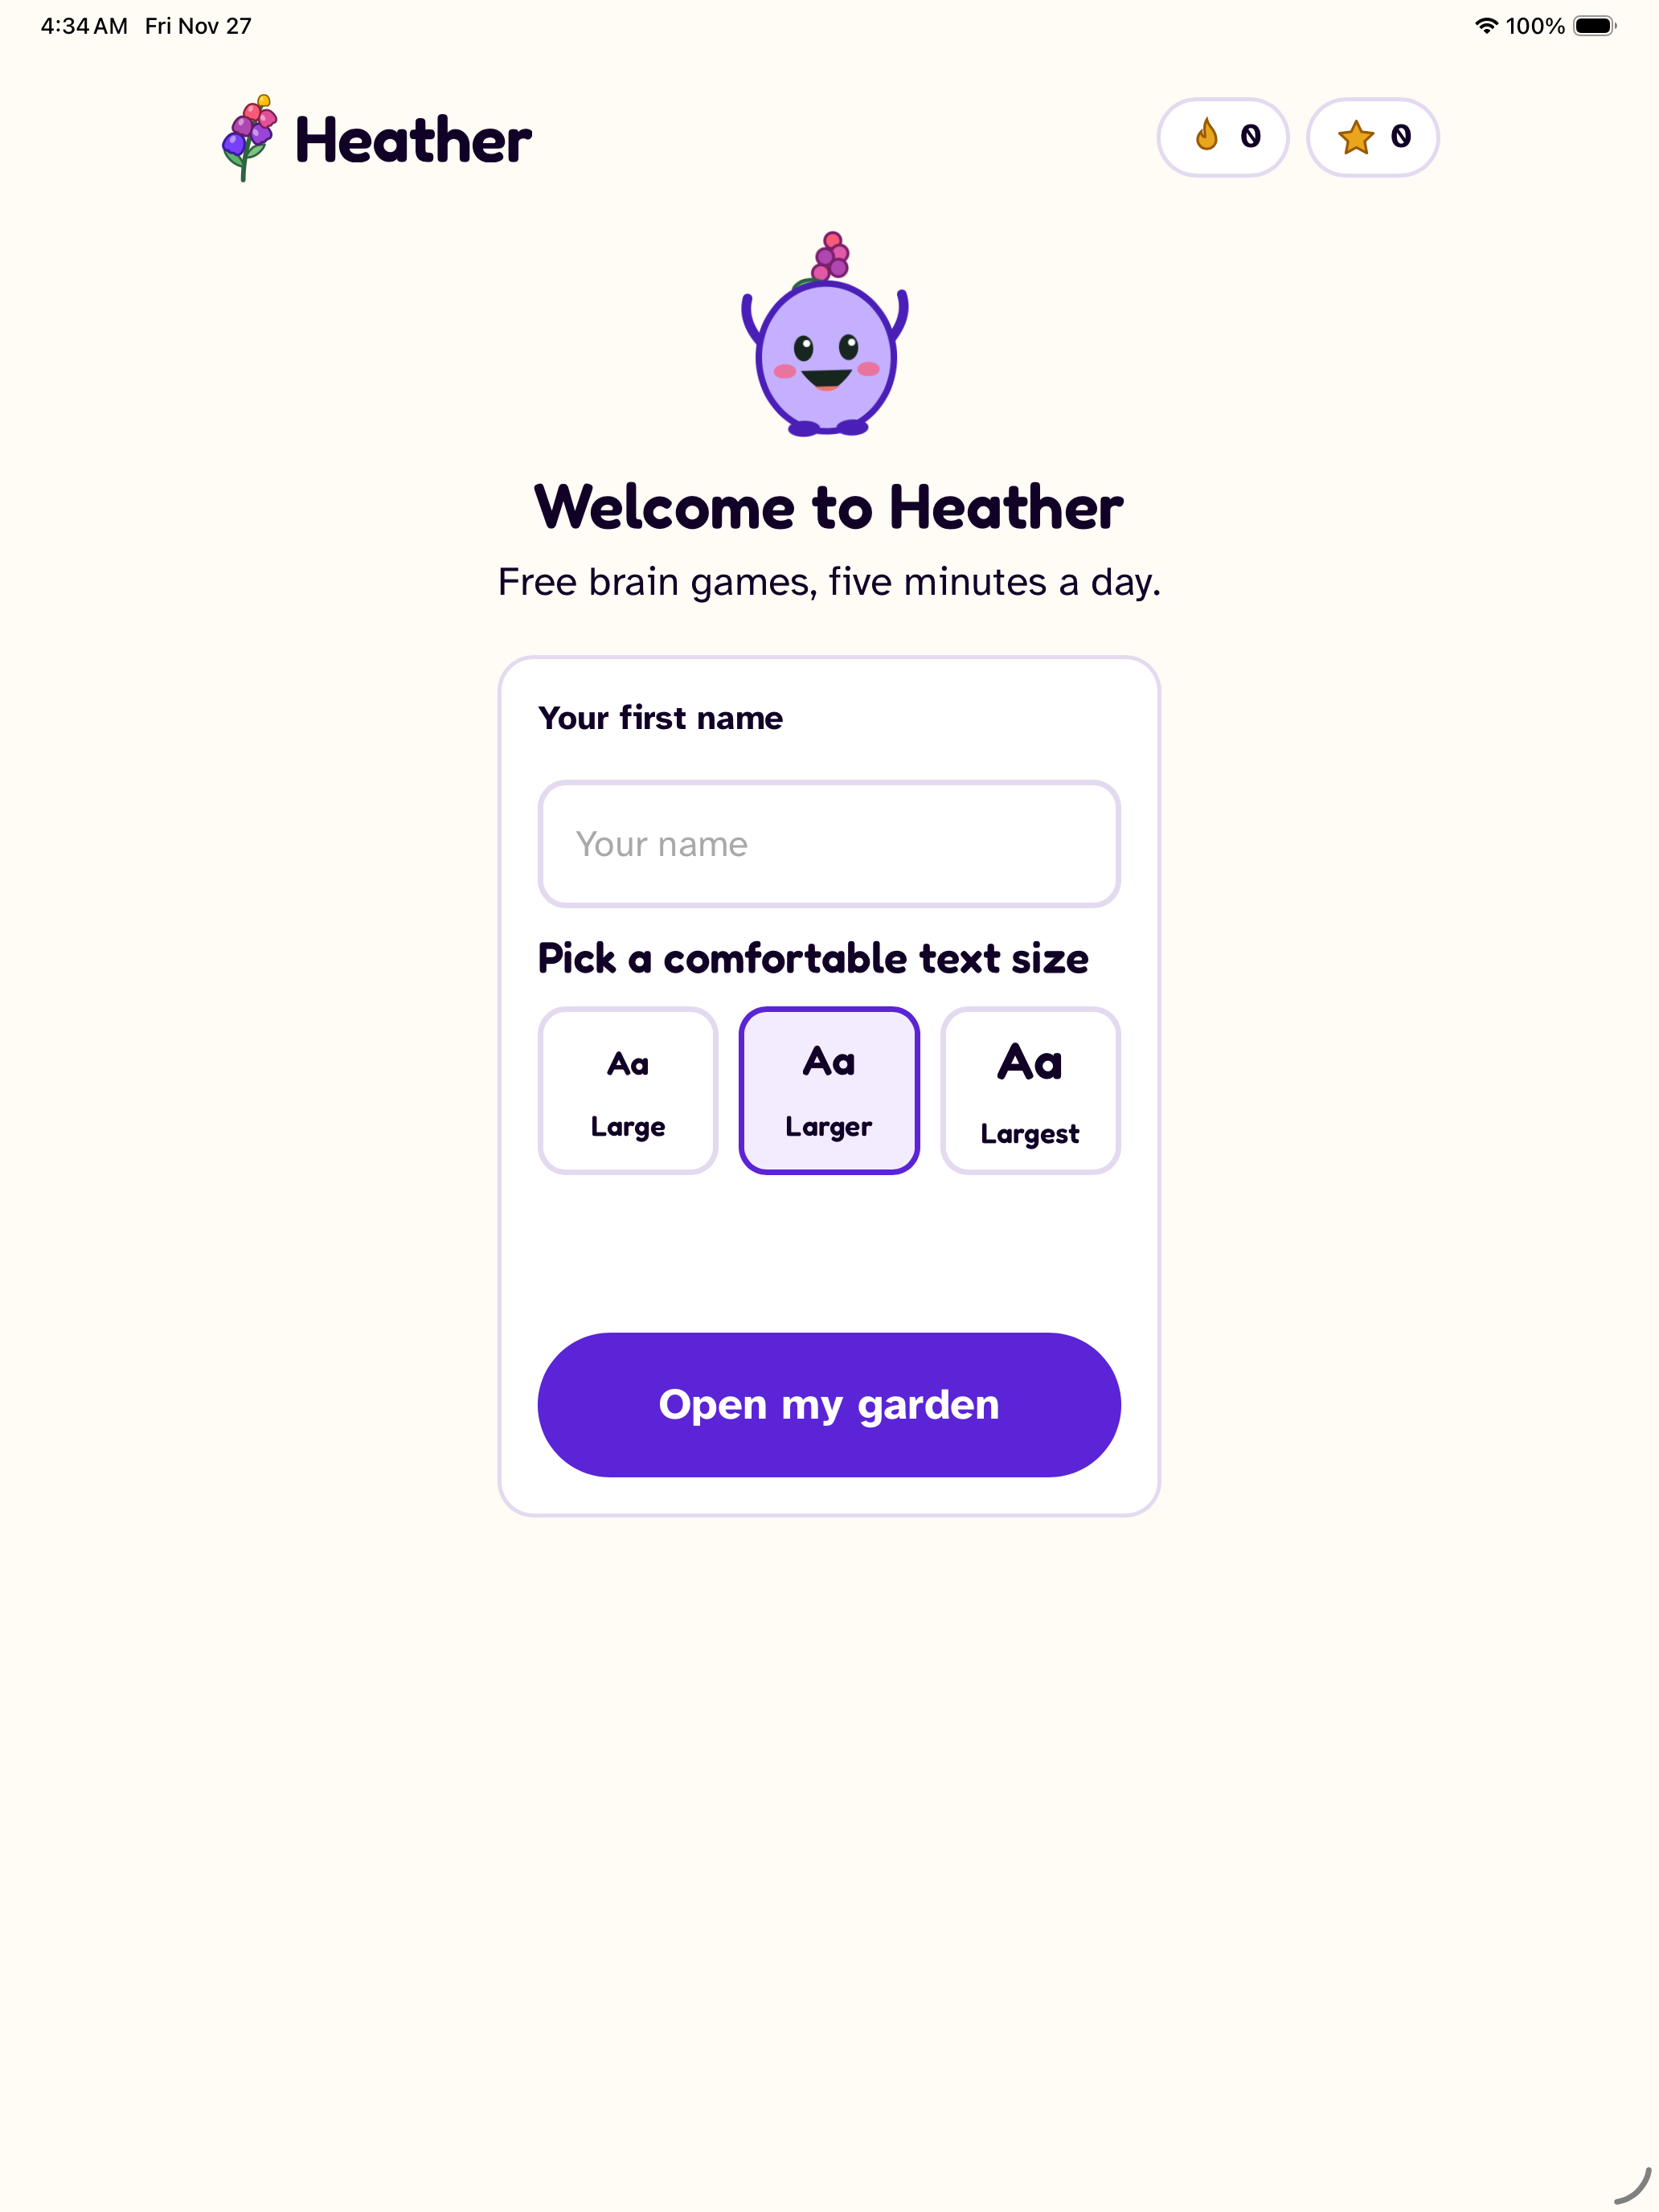 4:34 AM Fri Nov 27
100%
Heather
0
0
Welcome to Heather
Free brain games, five minutes a day.
Your first name
Your name
Pick a comfortable text size
Aa
Aa
Aa
Large
Larger
Largest
Open my garden